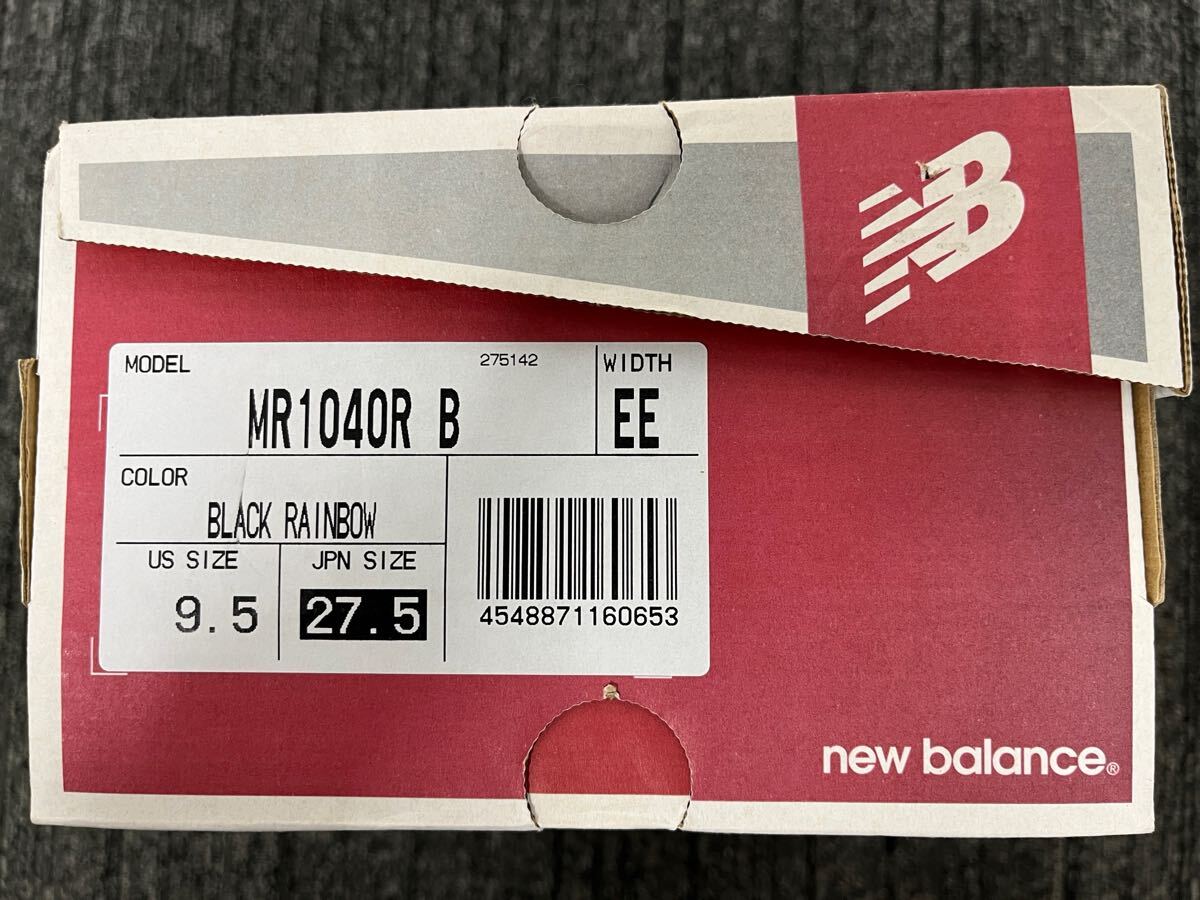 NB
MODEL 275142 WIDTH
MR1040R B EE
COLOR
BLACK RAINBOW
US SIZE JPN SIZE
9.5 27.5
4548871160653
new balance®